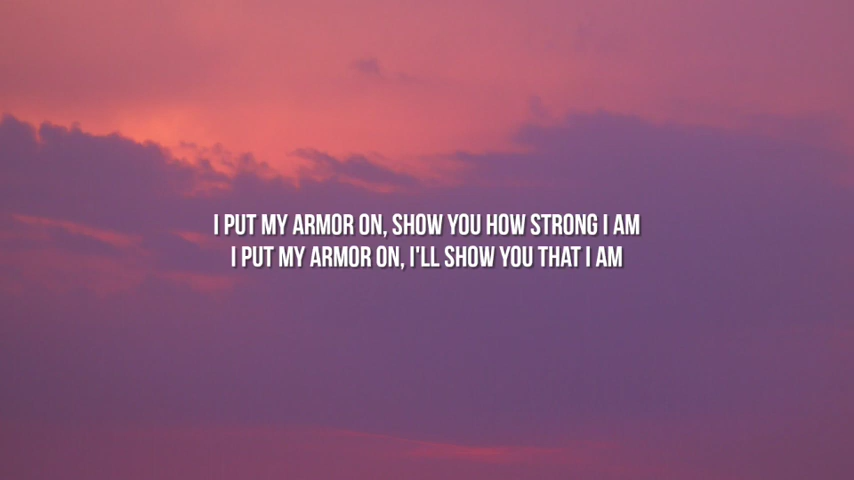 I PUT MY ARMOR ON, SHOW YOU HOW STRONG I AM
I PUT MY ARMOR ON, I'LL SHOW YOU THAT I AM